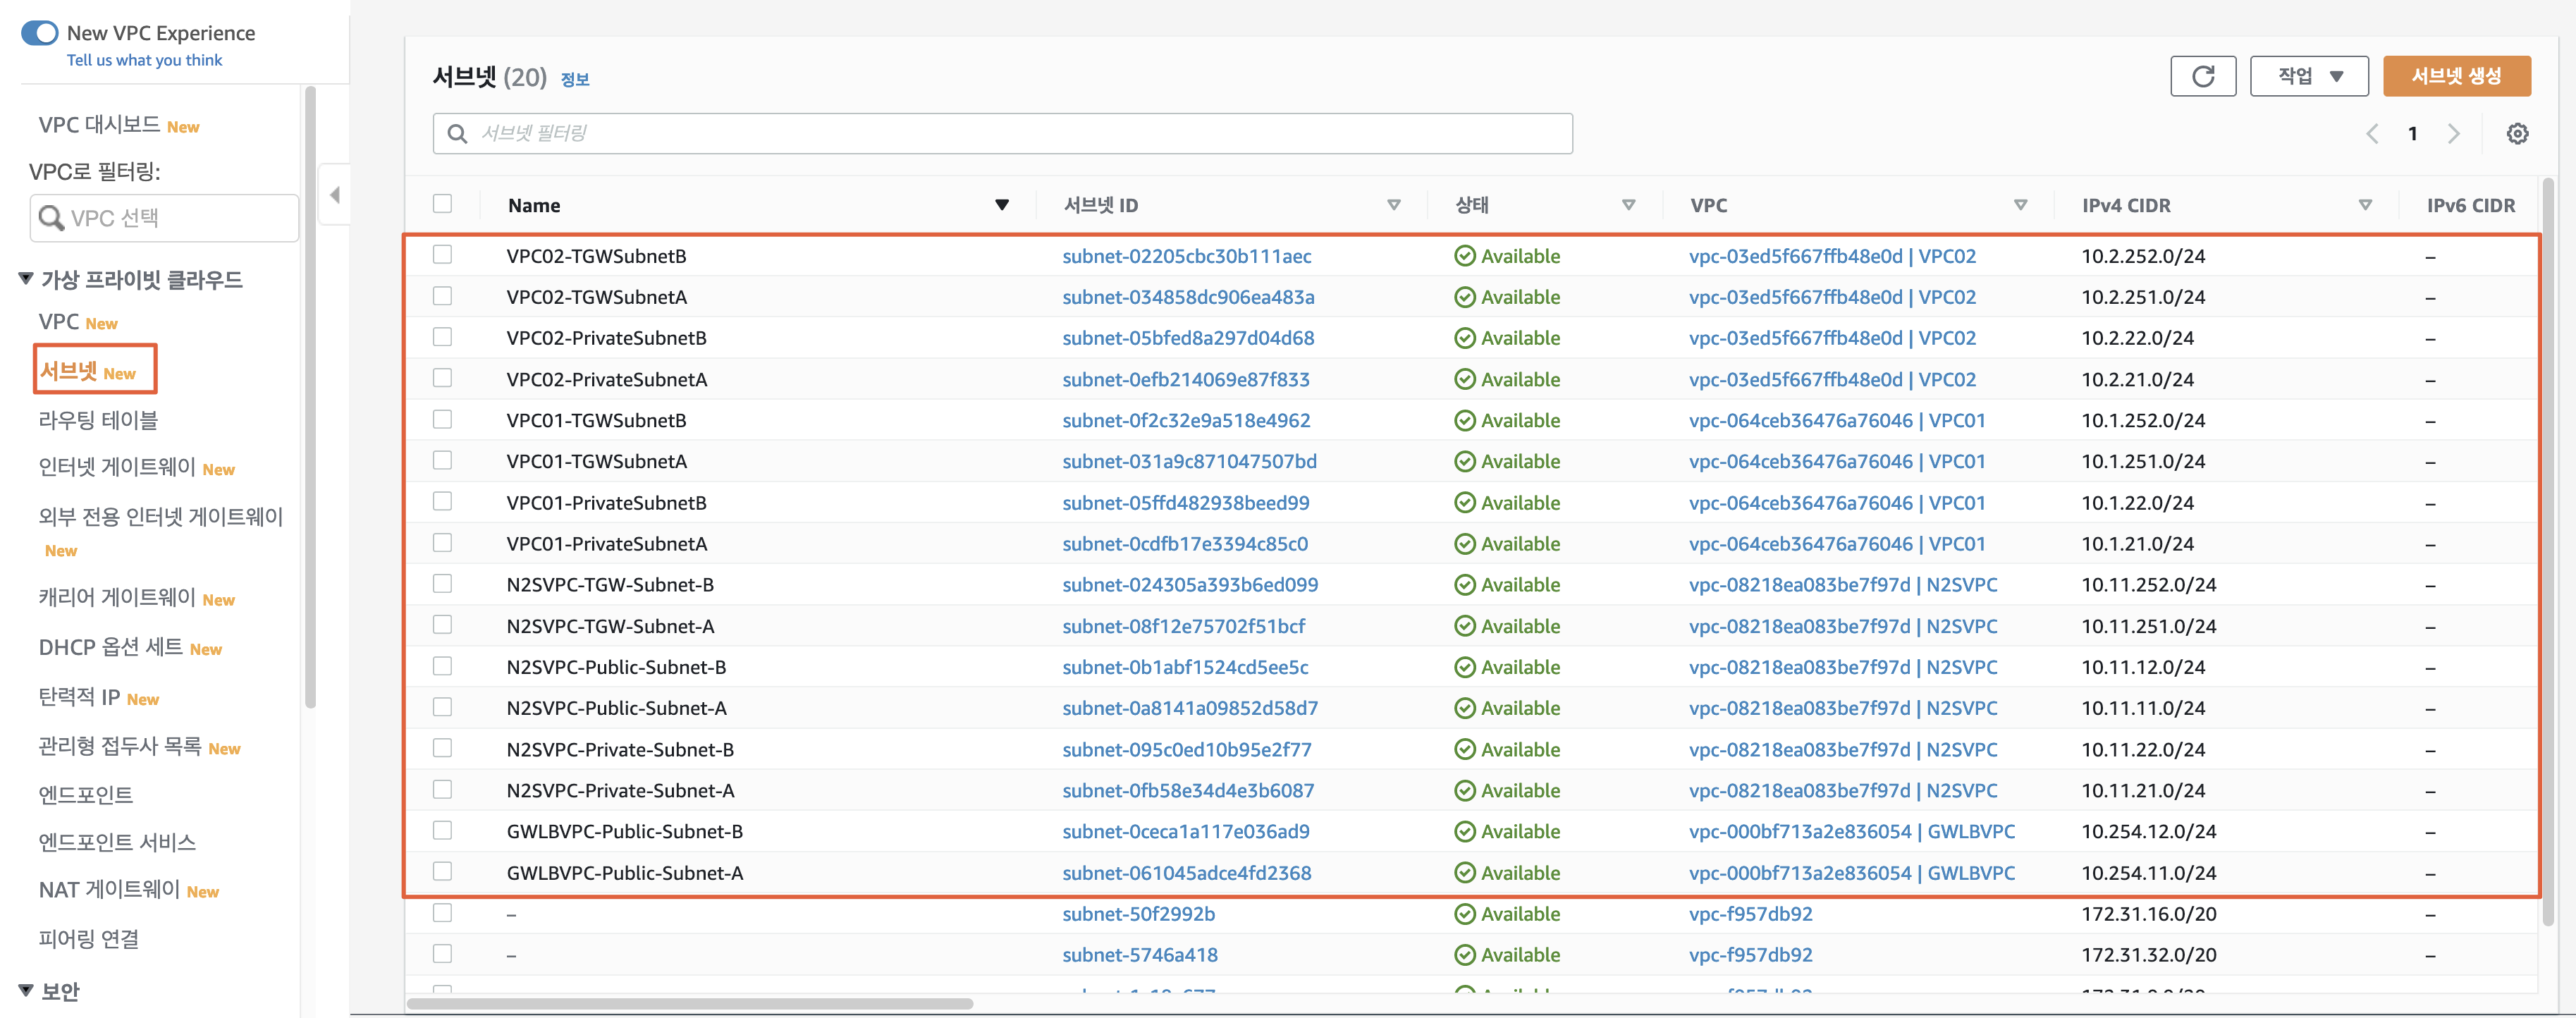 New VPC Experience
Tell us what you think
VPC 대시보드 New
VPC로 필터링:
VPC 선택
가상 프라이빗 클라우드
VPC New
서브넷 New
라우팅 테이블
인터넷 게이트웨이 New
외부 전용 인터넷 게이트웨이
New
캐리어 게이트웨이 New
DHCP 옵션 세트 New
탄력적 IP New
관리형 접두사 목록 New
엔드포인트
엔드포인트 서비스
NAT 게이트웨이 New
피어링 연결
보안
서브넷 (20) 정보
작업
서브넷 생성
서브넷 필터링
1
Name 서브넷 ID 상태 VPC IPv4 CIDR IPv6 CIDR
VPC02-TGWSubnetB subnet-02205cbc30b111aec Available vpc-03ed5f667ffb48e0d | VPC02 10.2.252.0/24 –
VPC02-TGWSubnetA subnet-034858dc906ea483a Available vpc-03ed5f667ffb48e0d | VPC02 10.2.251.0/24 –
VPC02-PrivateSubnetB subnet-05bfed8a297d04d68 Available vpc-03ed5f667ffb48e0d | VPC02 10.2.22.0/24 –
VPC02-PrivateSubnetA subnet-0efb214069e87f833 Available vpc-03ed5f667ffb48e0d | VPC02 10.2.21.0/24 –
VPC01-TGWSubnetB subnet-0f2c32e9a518e4962 Available vpc-064ceb36476a76046 | VPC01 10.1.252.0/24 –
VPC01-TGWSubnetA subnet-031a9c871047507bd Available vpc-064ceb36476a76046 | VPC01 10.1.251.0/24 –
VPC01-PrivateSubnetB subnet-05ffd482938beed99 Available vpc-064ceb36476a76046 | VPC01 10.1.22.0/24 –
VPC01-PrivateSubnetA subnet-0cdfb17e3394c85c0 Available vpc-064ceb36476a76046 | VPC01 10.1.21.0/24 –
N2SVPC-TGW-Subnet-B subnet-024305a393b6ed099 Available vpc-08218ea083be7f97d | N2SVPC 10.11.252.0/24 –
N2SVPC-TGW-Subnet-A subnet-08f12e75702f51bcf Available vpc-08218ea083be7f97d | N2SVPC 10.11.251.0/24 –
N2SVPC-Public-Subnet-B subnet-0b1abf1524cd5ee5c Available vpc-08218ea083be7f97d | N2SVPC 10.11.12.0/24 –
N2SVPC-Public-Subnet-A subnet-0a8141a09852d58d7 Available vpc-08218ea083be7f97d | N2SVPC 10.11.11.0/24 –
N2SVPC-Private-Subnet-B subnet-095c0ed10b95e2f77 Available vpc-08218ea083be7f97d | N2SVPC 10.11.22.0/24 –
N2SVPC-Private-Subnet-A subnet-0fb58e34d4e3b6087 Available vpc-08218ea083be7f97d | N2SVPC 10.11.21.0/24 –
GWLBVPC-Public-Subnet-B subnet-0ceca1a117e036ad9 Available vpc-000bf713a2e836054 | GWLBVPC 10.254.12.0/24 –
GWLBVPC-Public-Subnet-A subnet-061045adce4fd2368 Available vpc-000bf713a2e836054 | GWLBVPC 10.254.11.0/24 –
– subnet-50f2992b Available vpc-f957db92 172.31.16.0/20 –
– subnet-5746a418 Available vpc-f957db92 172.31.32.0/20 –